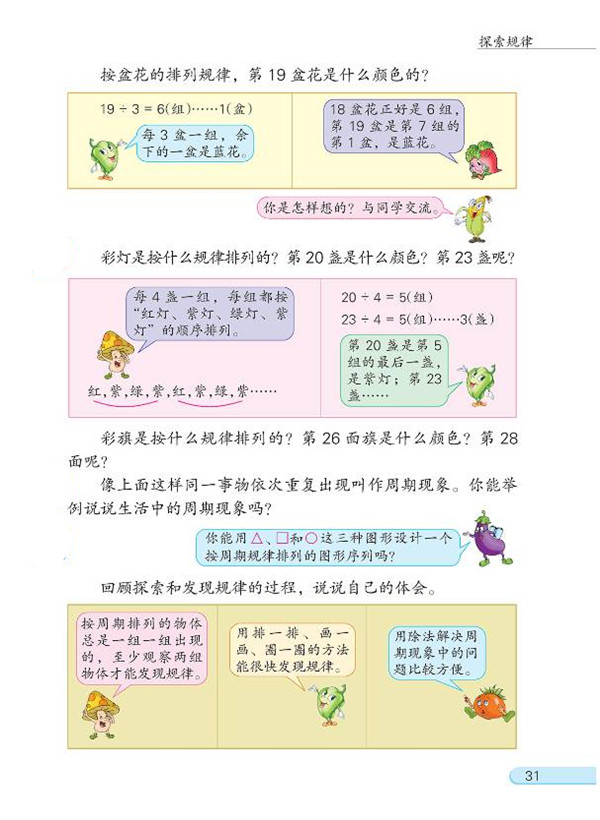 探索规律
按盆花的排列规律，第 19 盆花是什么颜色的？
19 ÷ 3 = 6(组)……1(盆)
每 3 盆一组，余
下的一盆是蓝花。
18 盆花正好是 6 组，
第 19 盆是第 7 组的
第 1 盆，是蓝花。
你是怎样想的？与同学交流。
彩灯是按什么规律排列的？第 20 盏是什么颜色？第 23 盏呢？
每 4 盏一组，每组都按
“红灯、紫灯、绿灯、紫
灯”的顺序排列。
红,紫,绿,紫,红,紫,绿,紫……
20 ÷ 4 = 5(组)
23 ÷ 4 = 5(组)……3(盏)
第 20 盏是第 5
组的最后一盏，
是紫灯；第 23
盏……
彩旗是按什么规律排列的？第 26 面旗是什么颜色？第 28
面呢？
像上面这样同一事物依次重复出现叫作周期现象。你能举
例说说生活中的周期现象吗？
你能用△、□和○这三种图形设计一个
按周期规律排列的图形序列吗？
回顾探索和发现规律的过程，说说自己的体会。
按周期排列的物体
总是一组一组出现
的，至少观察两组
物体才能发现规律。
用排一排、画一
画、圈一圈的方法
能很快发现规律。
用除法解决周
期现象中的问
题比较方便。
31